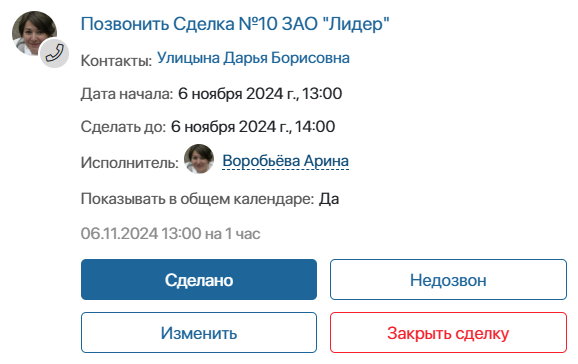 Позвонить Сделка №10 ЗАО "Лидер"
Контакты: Улицына Дарья Борисовна
Дата начала: 6 ноября 2024 г., 13:00
Сделать до: 6 ноября 2024 г., 14:00
Исполнитель: Воробьёва Арина
Показывать в общем календаре: Да
06.11.2024 13:00 на 1 час
Сделано Недозвон
Изменить Закрыть сделку